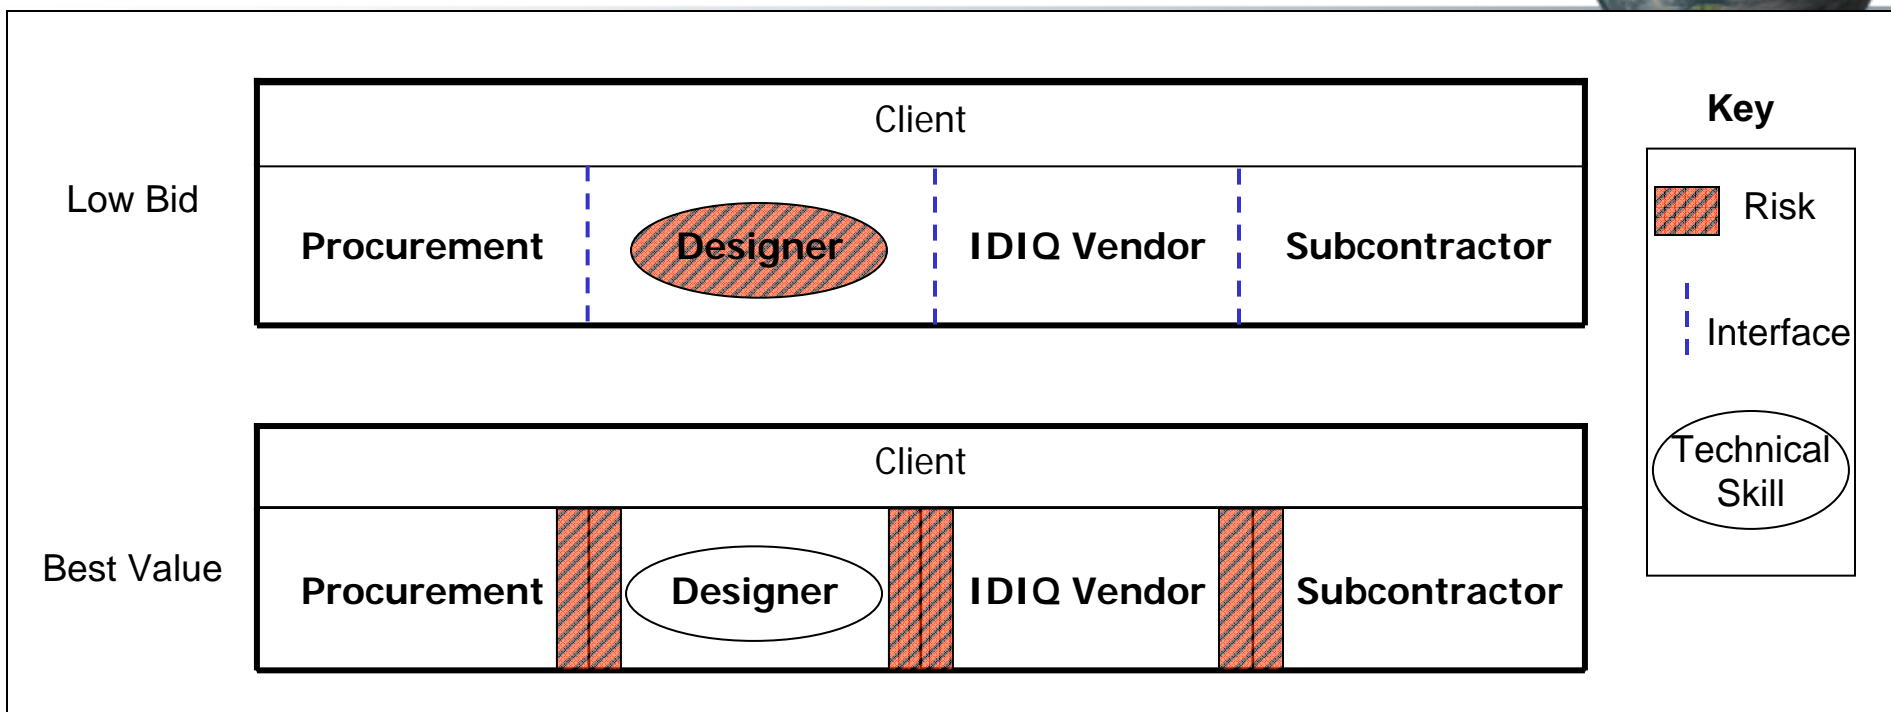 Client
Low Bid
Procurement
Designer
IDIQ Vendor
Subcontractor
Client
Best Value
Procurement
Designer
IDIQ Vendor
Subcontractor
Key
Risk
Interface
Technical
Skill